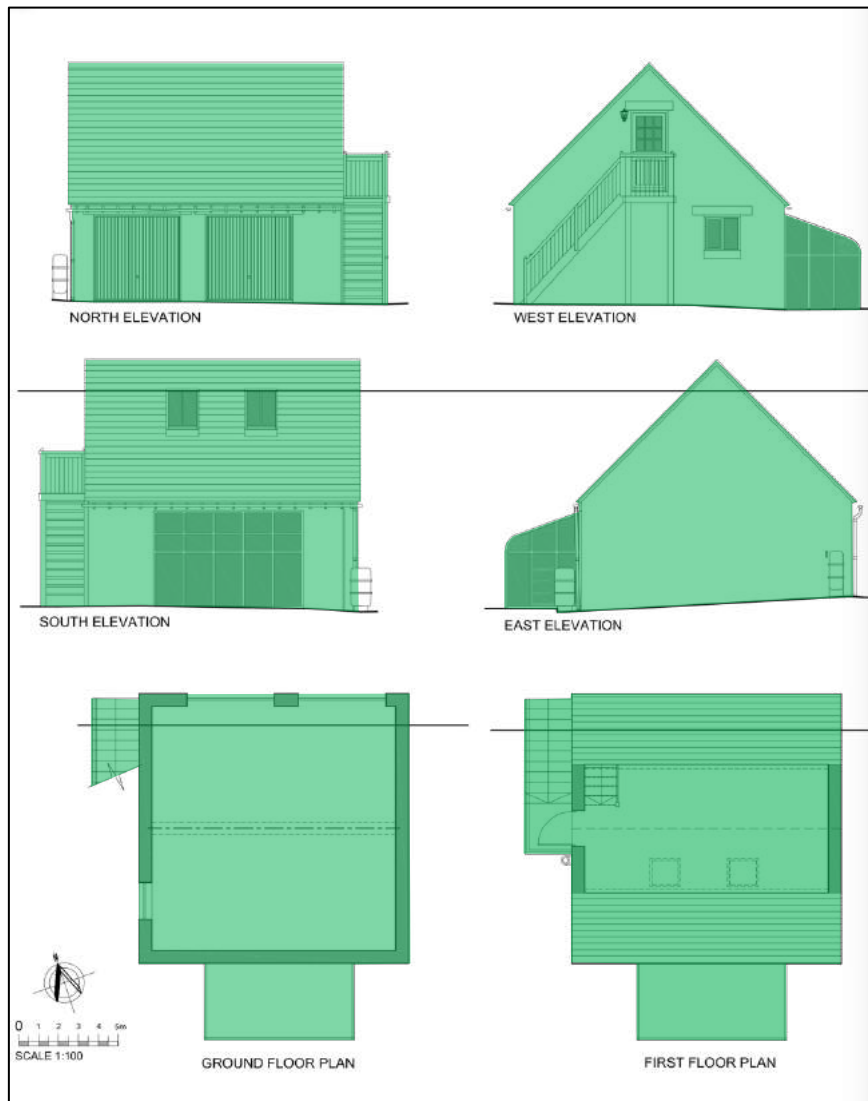 NORTH ELEVATION
WEST ELEVATION
SOUTH ELEVATION
EAST ELEVATION
0 1 2 3 4 5m
SCALE 1:100
GROUND FLOOR PLAN
FIRST FLOOR PLAN